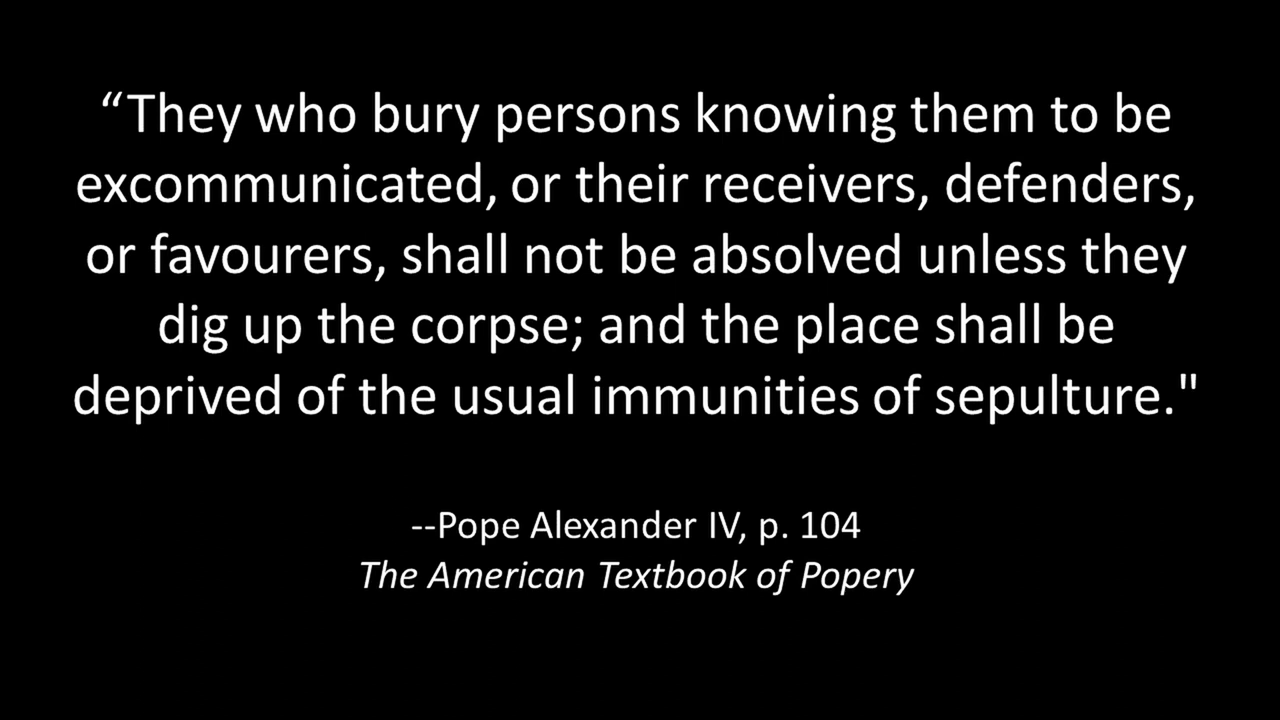 “They who bury persons knowing them to be
excommunicated, or their receivers, defenders,
or favourers, shall not be absolved unless they
dig up the corpse; and the place shall be
deprived of the usual immunities of sepulture."
--Pope Alexander IV, p. 104
The American Textbook of Popery